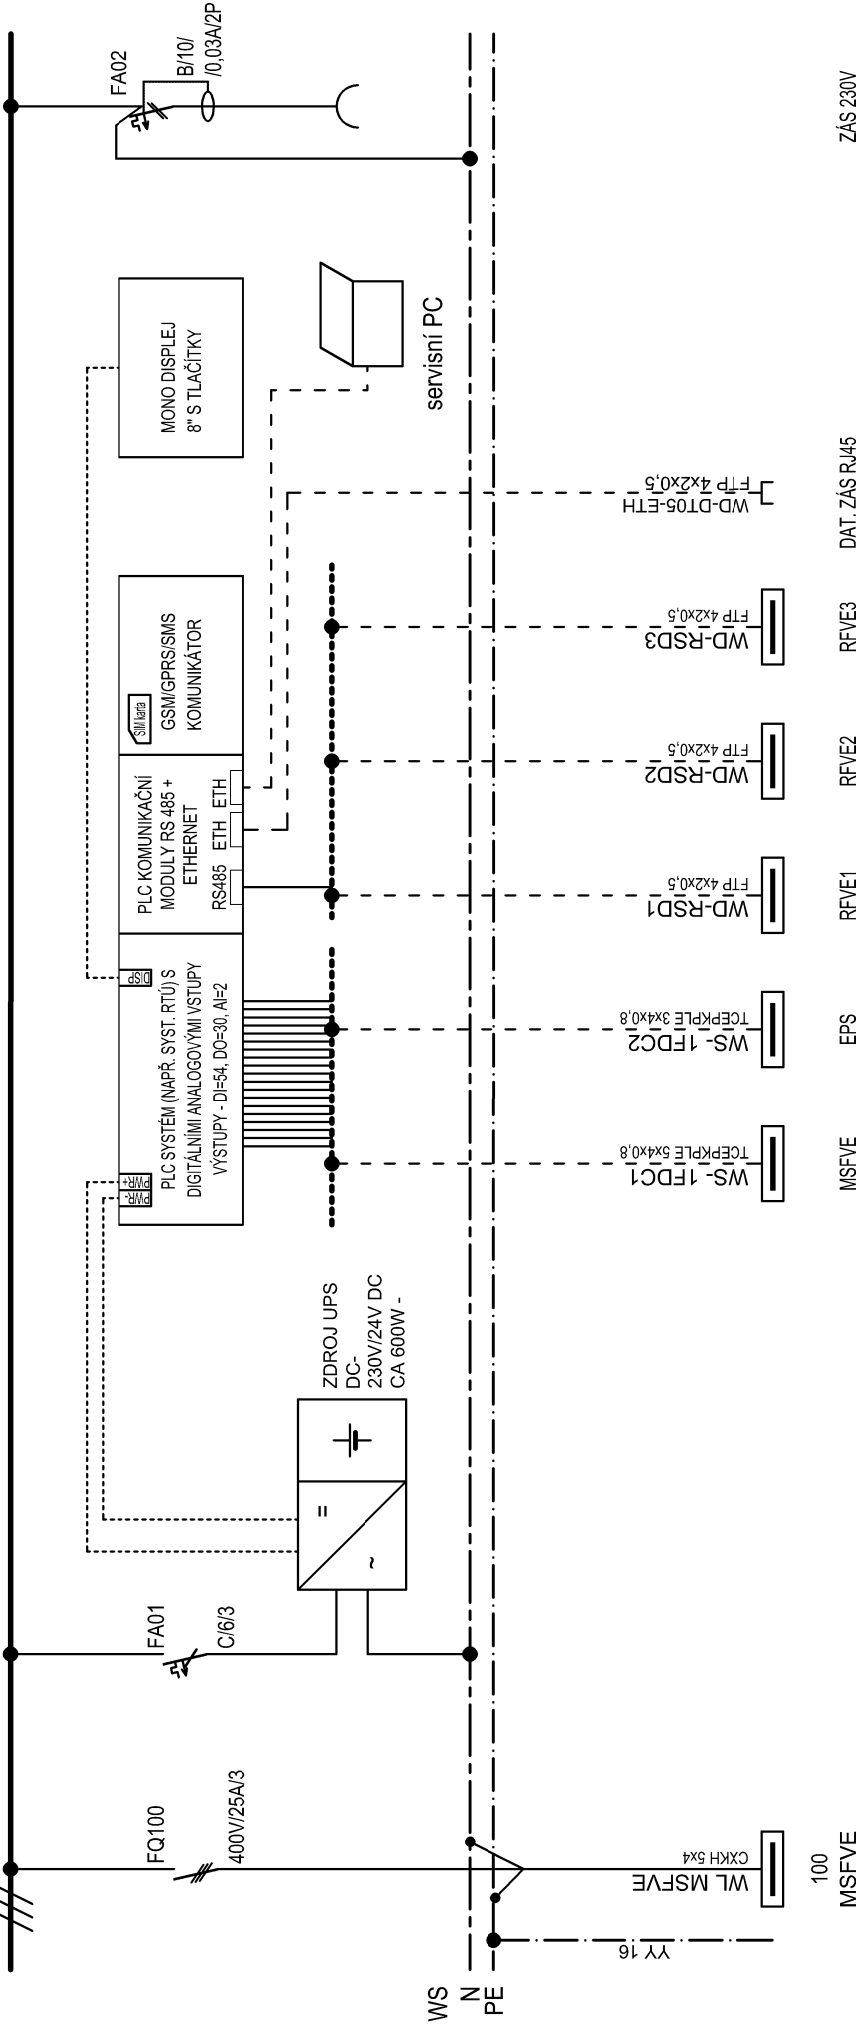 FQ100
400V/25A/3
FA01
C/6/3
ZDROJ UPS
DC-
230V/24V DC
CA 600W -
=
~
PWR-
PWR+
DISP
PLC SYSTÉM (NAPŘ. SYST. RTÚ) S
DIGITÁLNÍMI ANALOGOVÝMI VSTUPY
VÝSTUPY - DI=54, DO=30, AI=2
PLC KOMUNIKAČNÍ
MODULY RS 485 +
ETHERNET
RS485
ETH
ETH
SIM karta
GSM/GPRS/SMS
KOMUNIKÁTOR
MONO DISPLEJ
8" S TLAČÍTKY
servisní PC
FA02
B/10/
/0,03A/2P
WS
N
PE
YY 16
WL MSFVE
CXKH 5x4
WS- 1FDC1
TCEPKPLE 5x4x0,8
WS- 1FDC2
TCEPKPLE 3x4x0,8
WD-RSD1
FTP 4x2x0,5
WD-RSD2
FTP 4x2x0,5
WD-RSD3
FTP 4x2x0,5
WD-DT05-ETH
FTP 4x2x0,5
100
MSFVE
MSFVE
EPS
RFVE1
RFVE2
RFVE3
DAT. ZÁS RJ45
ZÁS 230V